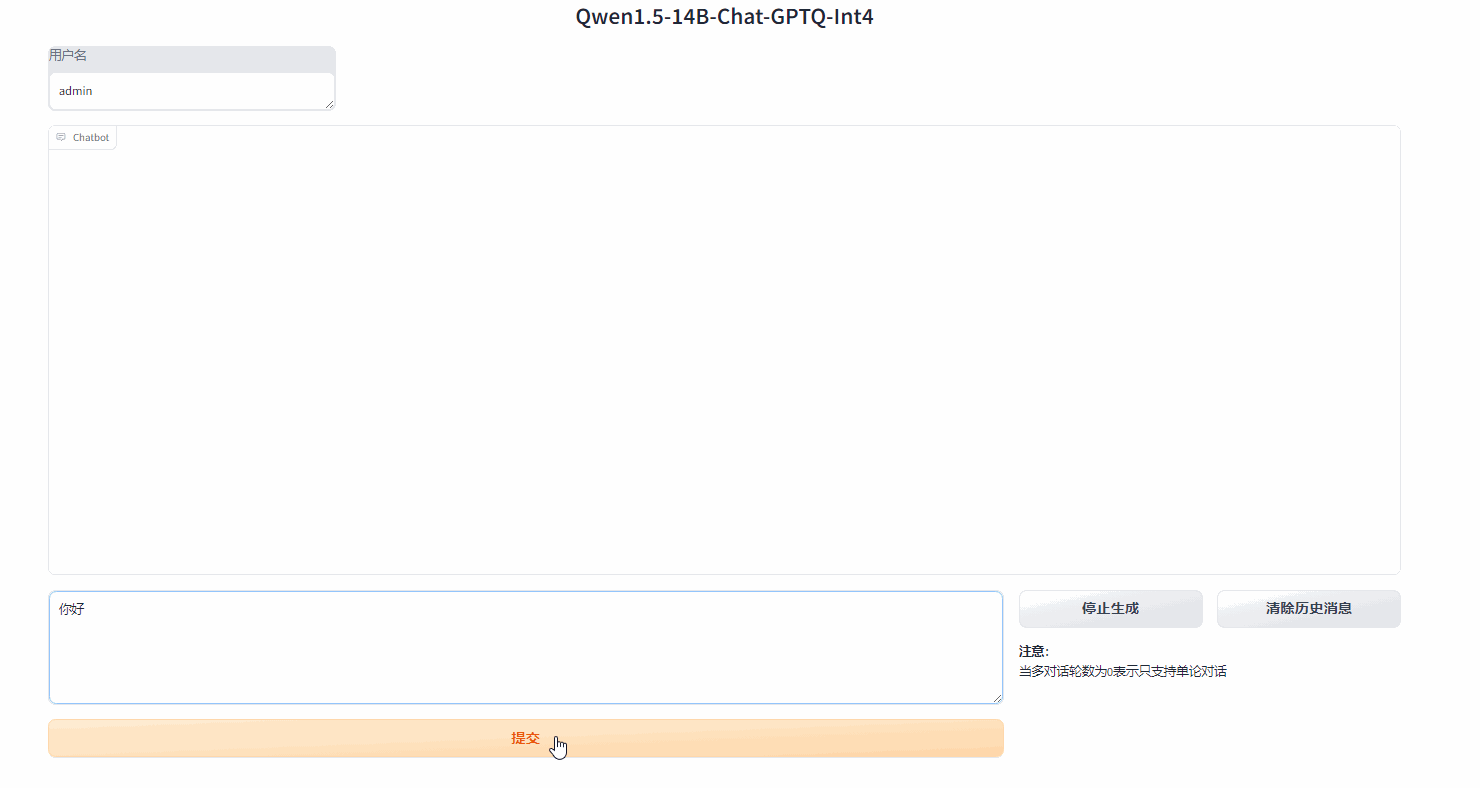 Qwen1.5-14B-Chat-GPTQ-Int4
用户名
admin
Chatbot
你好
停止生成
清除历史消息
注意：
当多对话轮数为0表示只支持单论对话
提交